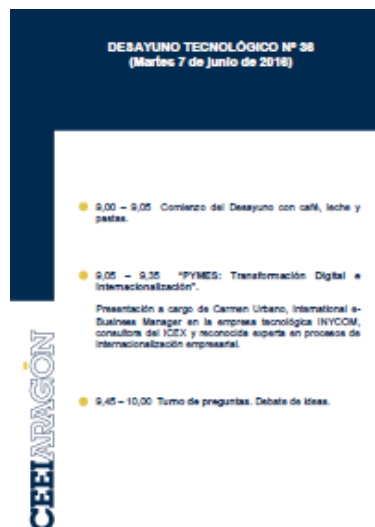 DESAYUNO TECNOLÓGICO Nº 36
(Martes 7 de junio de 2016)
9,00 – 9,05 Comienzo del Desayuno con café, leche y
pastas.
9,05 – 9,35 "PYMES: Transformación Digital e
Internacionalización".
Presentación a cargo de Carmen Urbano, International e-
Business Manager en la empresa tecnológica INYCOM,
consultora del ICEX y reconocida experta en procesos de
internacionalización empresarial.
9,45 – 10,00 Turno de preguntas. Debate de ideas.
CEEIARAGÓN